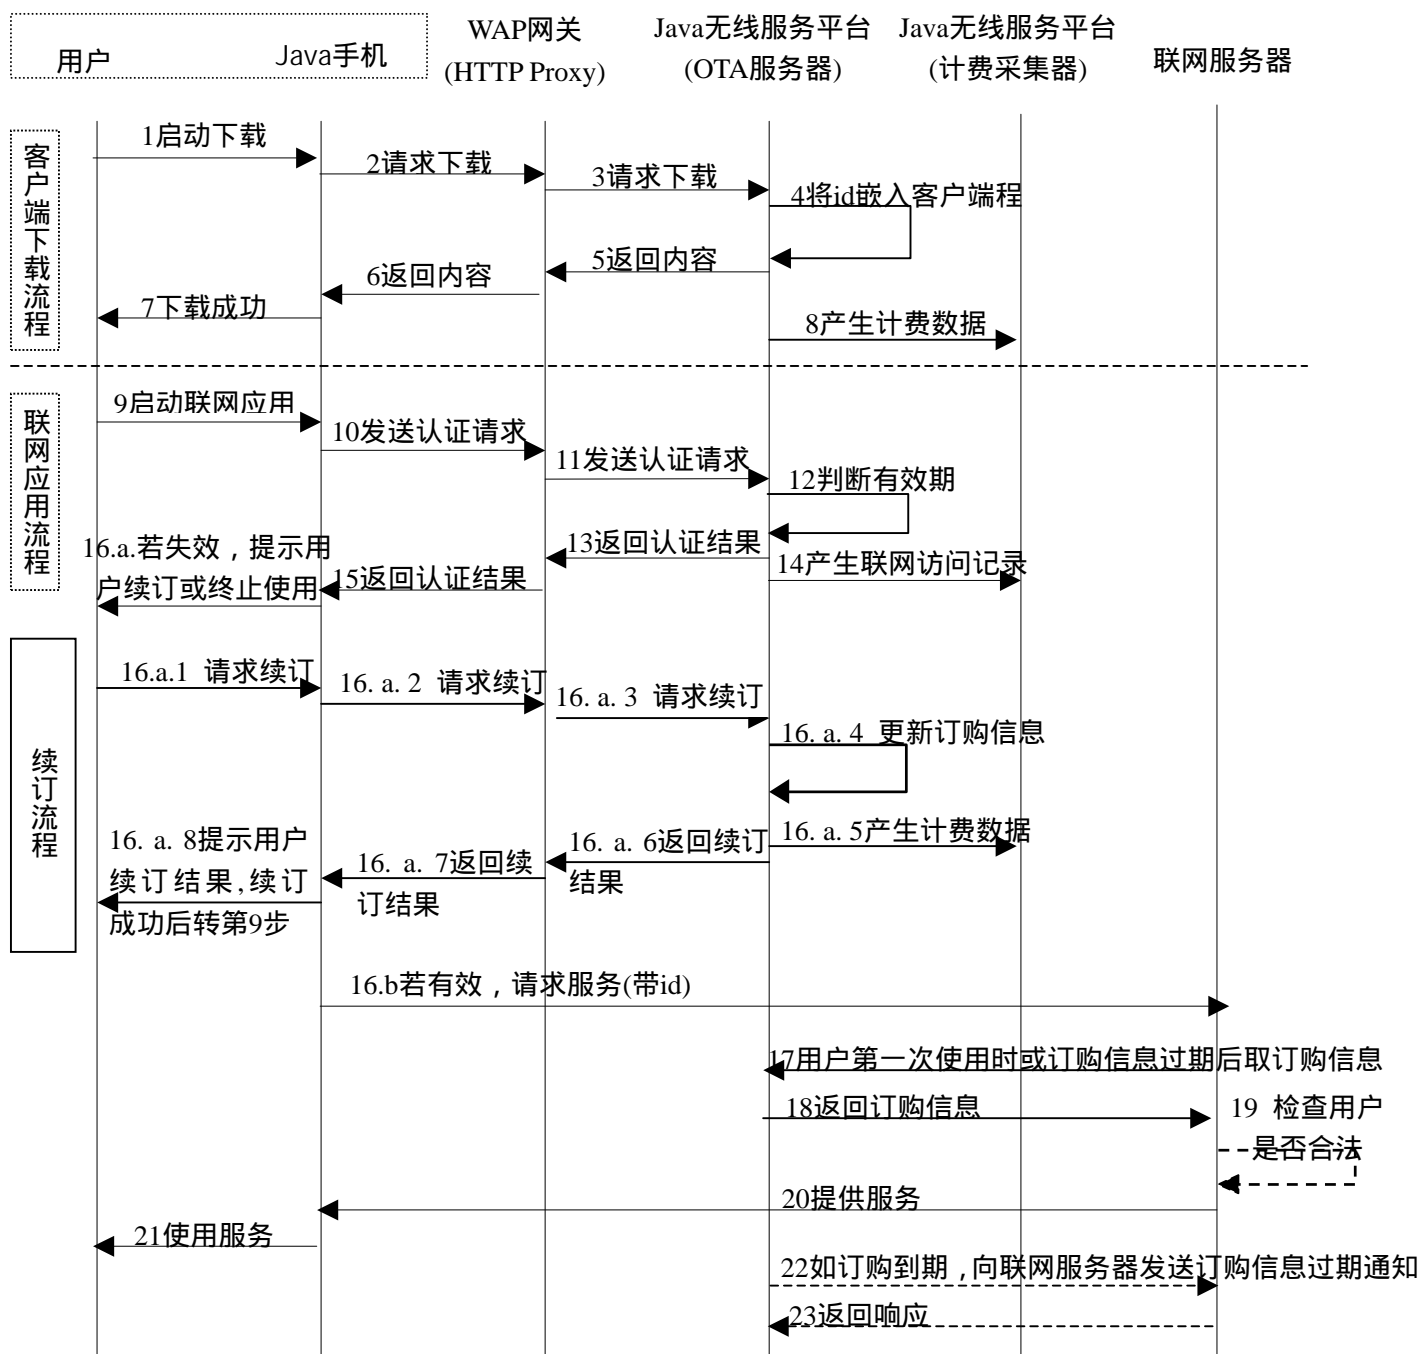 用户
Java手机
WAP网关
(HTTP Proxy)
Java无线服务平台
(OTA服务器)
Java无线服务平台
(计费采集器)
联网服务器
客户端下载流程
1启动下载
2请求下载
3请求下载
4将id嵌入客户端程
5返回内容
6返回内容
7下载成功
8产生计费数据
联网应用流程
9启动联网应用
10发送认证请求
11发送认证请求
12判断有效期
13返回认证结果
14产生联网访问记录
15返回认证结果
16.a.若失效，提示用
户续订或终止使用
续订流程
16.a.1 请求续订
16. a. 2 请求续订
16. a. 3 请求续订
16. a. 4 更新订购信息
16. a. 5产生计费数据
16. a. 6返回续订
结果
16. a. 7返回续
订结果
16. a. 8提示用户
续订结果,续订
成功后转第9步
16.b若有效，请求服务(带id)
17用户第一次使用时或订购信息过期后取订购信息
18返回订购信息
19 检查用户
是否合法
20提供服务
21使用服务
22如订购到期，向联网服务器发送订购信息过期通知
23返回响应